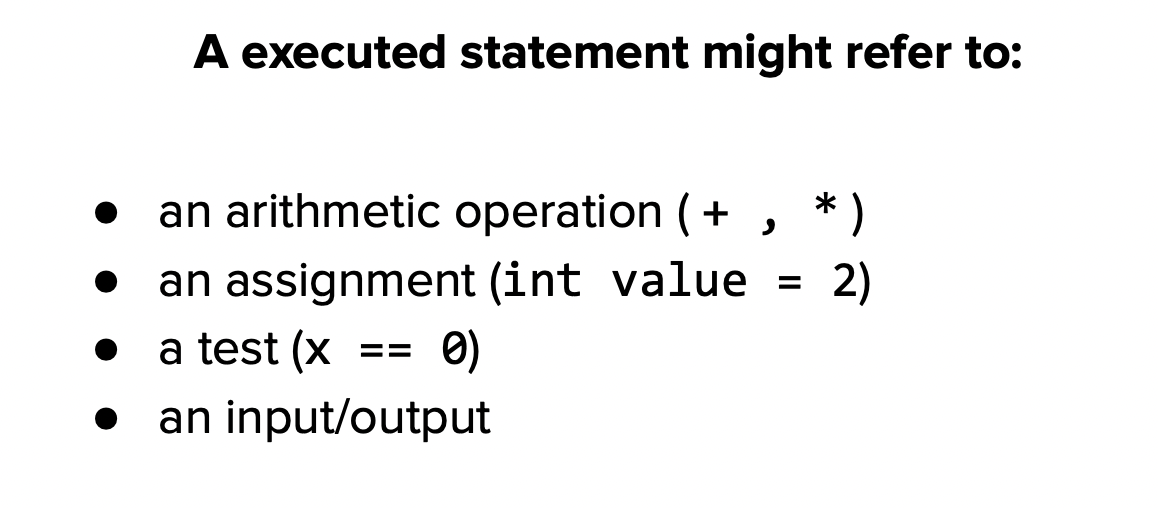 A executed statement might refer to:
● an arithmetic operation ( + , * )
● an assignment (int value = 2)
● a test (x == 0)
● an input/output